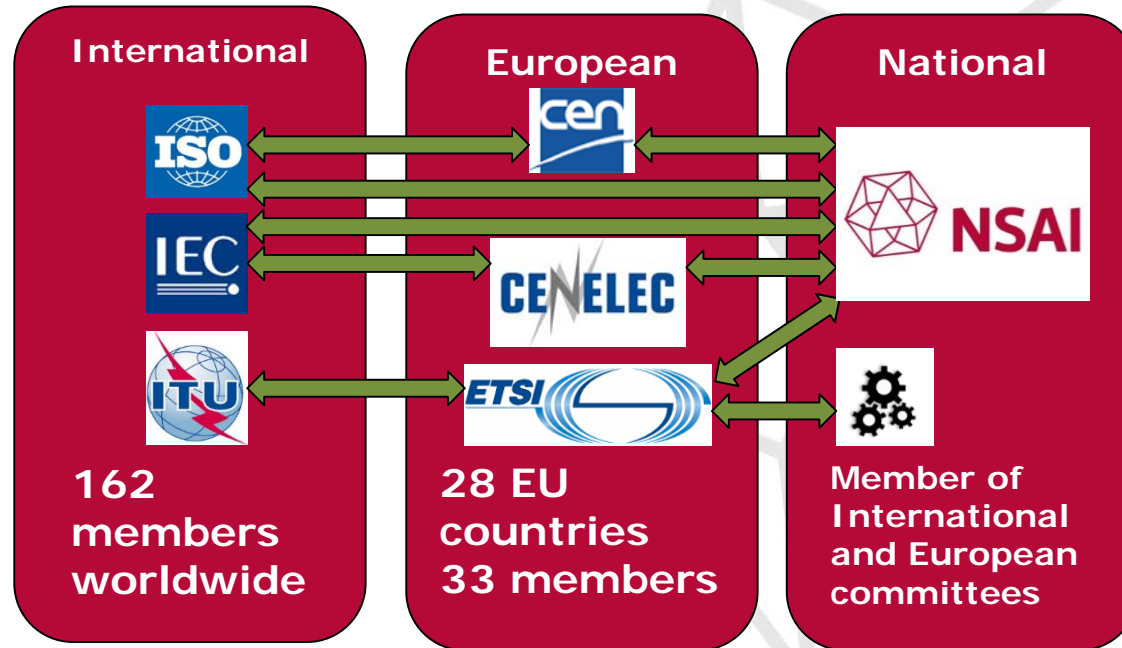 International
ISO
IEC
ITU
162
members
worldwide
European
cen
CENELEC
ETSI
28 EU
countries
33 members
National
NSAI
Member of
International
and European
committees